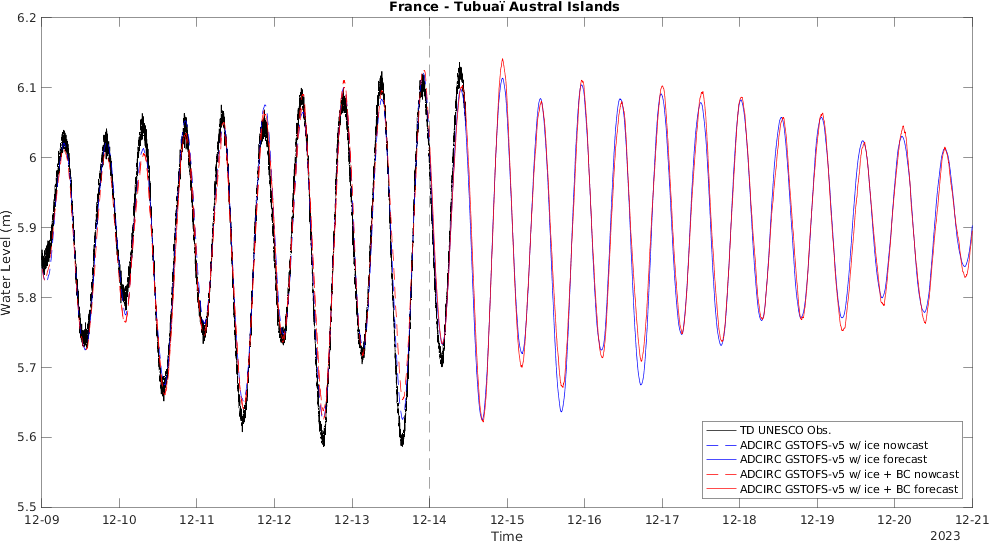 France - Tubuaï Austral Islands
6.2
6.1
6
5.9
5.8
5.7
5.6
5.5
Water Level (m)
TD UNESCO Obs.
ADCIRC GSTOFS-v5 w/ ice nowcast
ADCIRC GSTOFS-v5 w/ ice forecast
ADCIRC GSTOFS-v5 w/ ice + BC nowcast
ADCIRC GSTOFS-v5 w/ ice + BC forecast
12-09 12-10 12-11 12-12 12-13 12-14 12-15 12-16 12-17 12-18 12-19 12-20 12-21
Time
2023